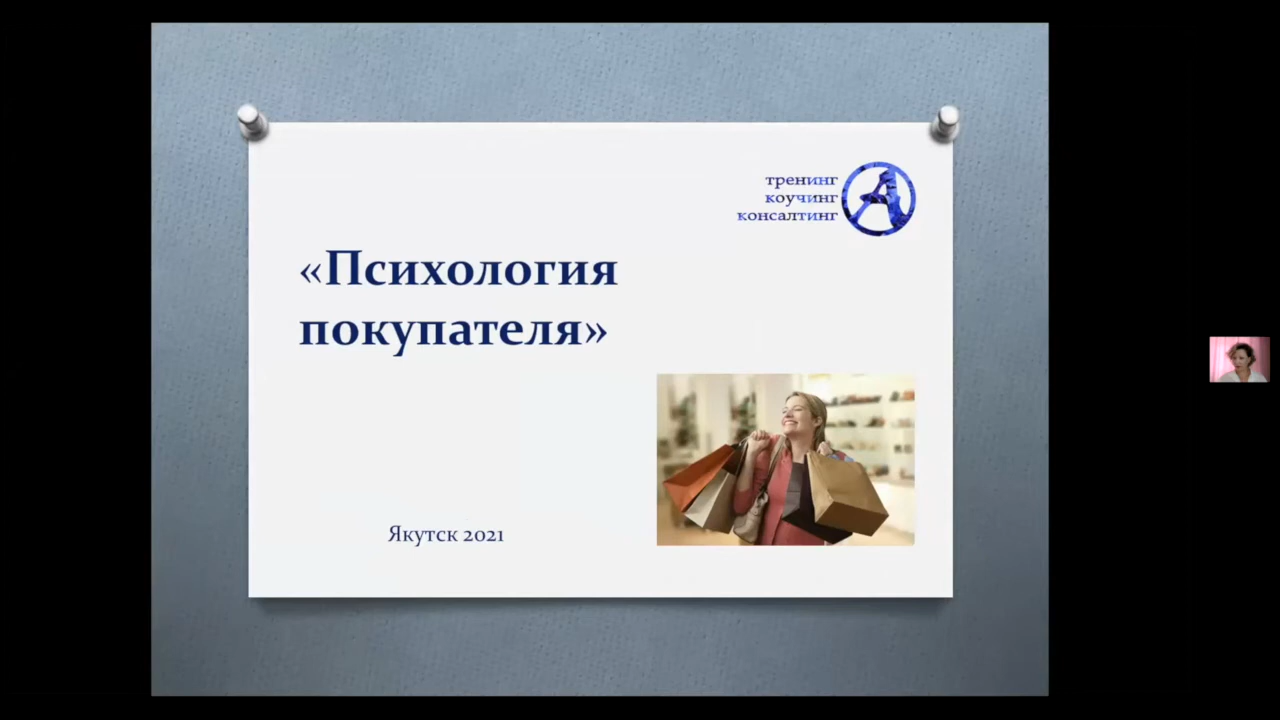 тренинг
коучинг
консалтинг
«Психология
покупателя»
Якутск 2021